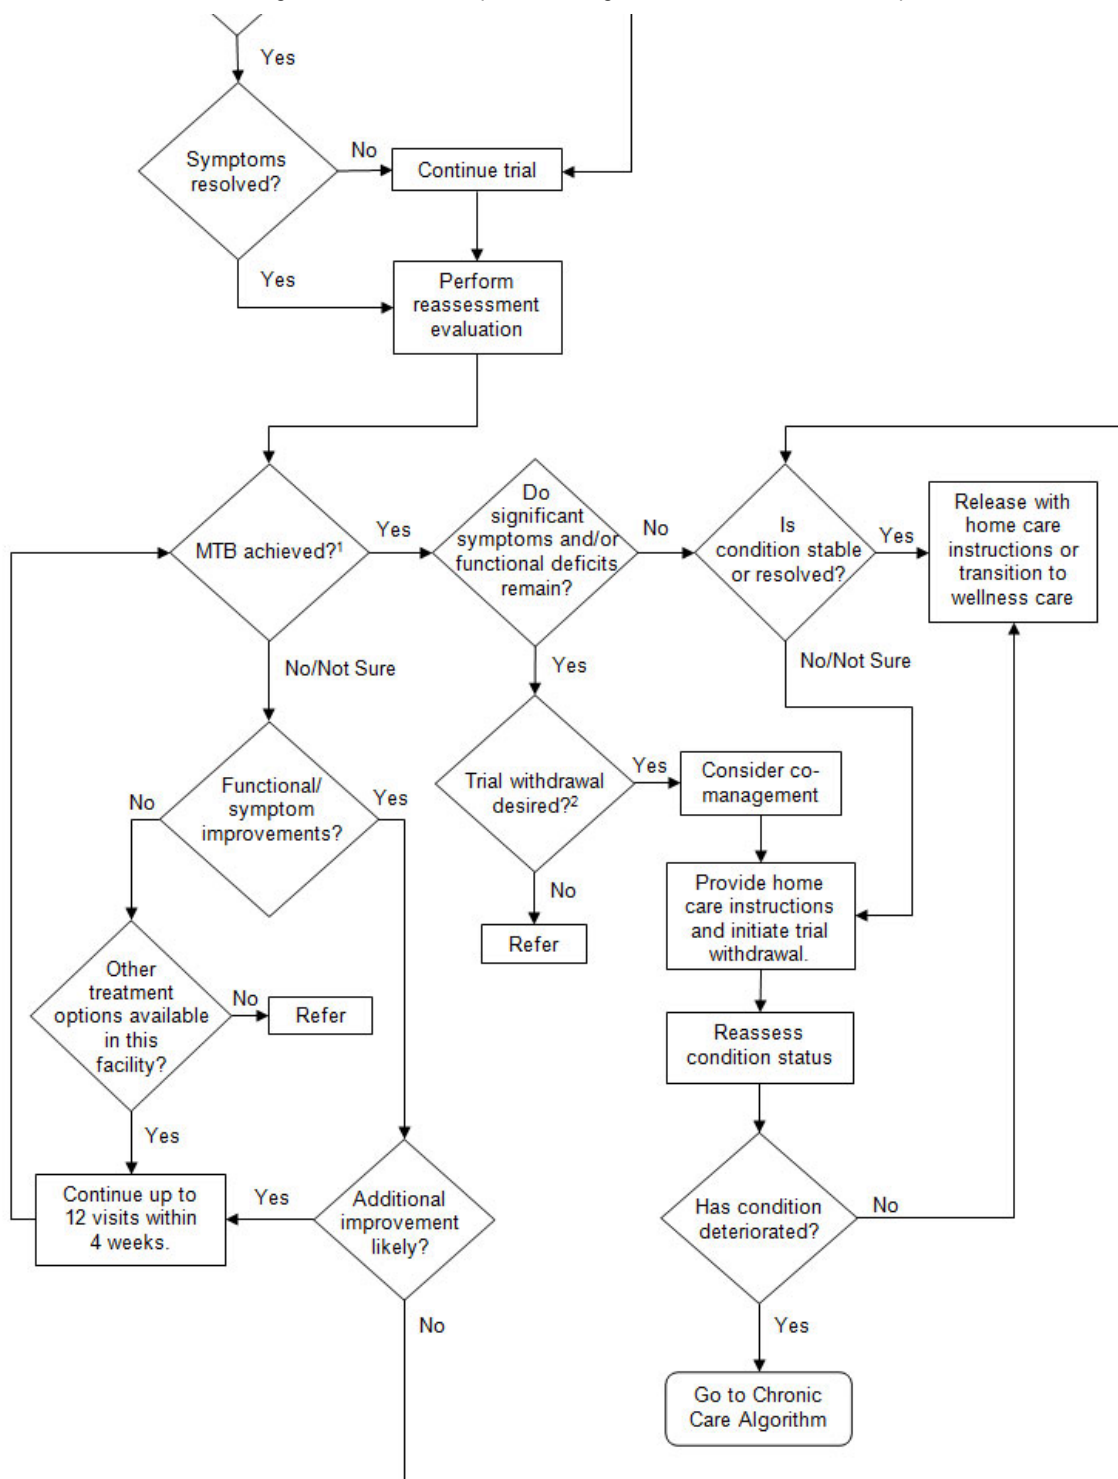 Yes
Symptoms
resolved?
No
Continue trial
Yes
Perform
reassessment
evaluation
MTB achieved?¹
Yes
Do
significant
symptoms and/or
functional deficits
remain?
No
Is
condition stable
or resolved?
Yes
Release with
home care
instructions or
transition to
wellness care
No/Not Sure
Yes
No/Not Sure
Functional/
symptom
improvements?
No
Yes
Trial withdrawal
desired?²
Yes
Consider co-
management
No
Refer
Provide home
care instructions
and initiate trial
withdrawal.
Other
treatment
options available
in this
facility?
No
Refer
Reassess
condition status
Yes
Continue up to
12 visits within
4 weeks.
Yes
Additional
improvement
likely?
Has condition
deteriorated?
No
No
Yes
Go to Chronic
Care Algorithm